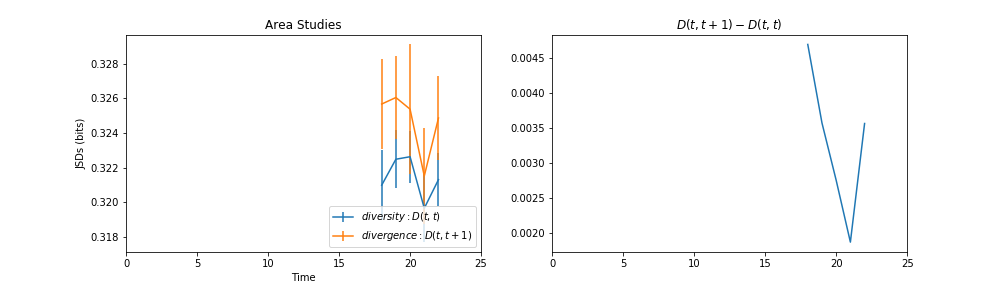 Area Studies
JSDs (bits)
0.328
0.326
0.324
0.322
0.320
0.318
0 5 10 15 20 25
Time
diversity: D(t, t)
divergence: D(t, t + 1)
D(t, t + 1) − D(t, t)
0.0045
0.0040
0.0035
0.0030
0.0025
0.0020
0 5 10 15 20 25